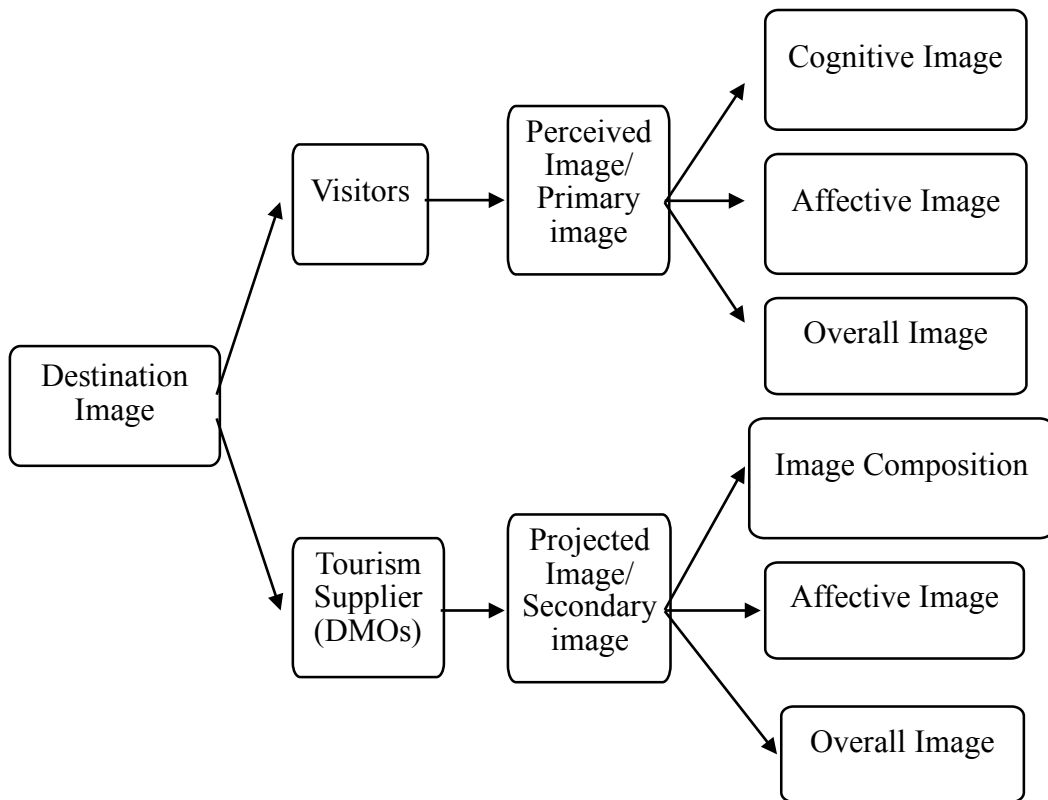 Cognitive Image
Perceived
Image/
Primary
image
Visitors
Affective Image
Overall Image
Destination
Image
Image Composition
Tourism
Supplier
(DMOs)
Projected
Image/
Secondary
image
Affective Image
Overall Image